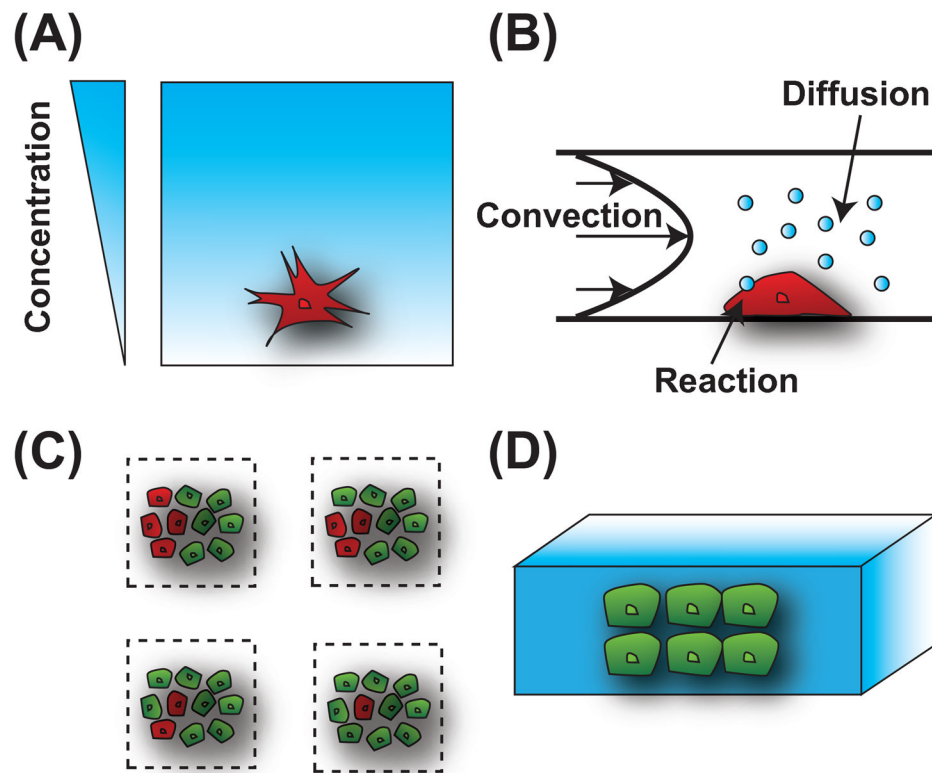 (A)
Concentration
(B)
Diffusion
Convection
Reaction
(C)
(D)